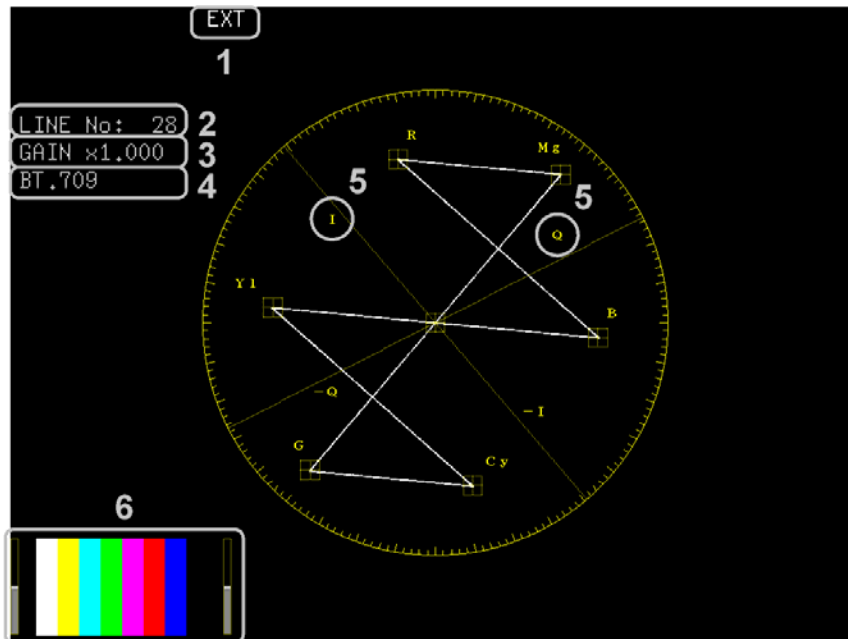 EXT
1
LINE No: 28 2
GAIN x1.000 3
BT.709 4
R
Mg
5
5
I
Q
Yl
B
-Q
-I
G
Cy
6